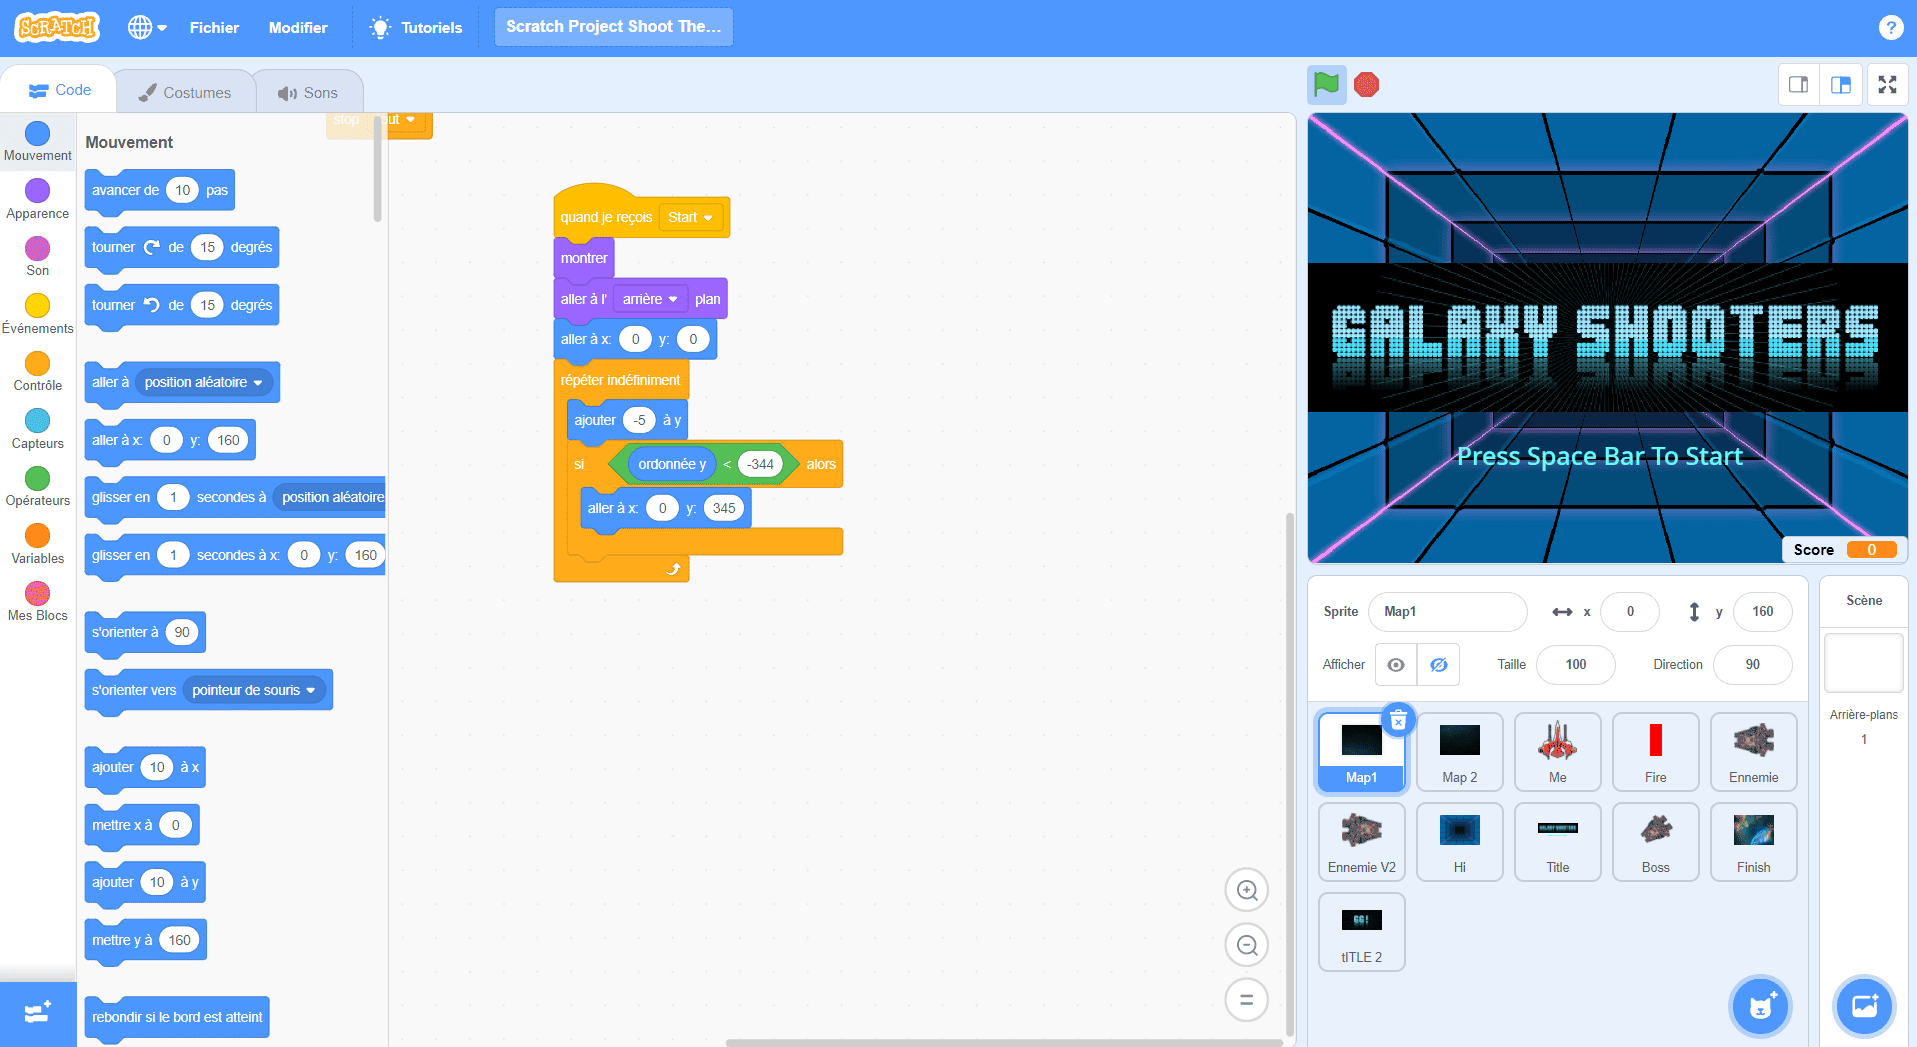 SCRATCH
Fichier
Modifier
Tutoriels
Scratch Project Shoot The...
?
Code
Costumes
Sons
Mouvement
Apparence
Son
Événements
Contrôle
Capteurs
Opérateurs
Variables
Mes Blocs
Mouvement
avancer de 10 pas
tourner de 15 degrés
tourner de 15 degrés
aller à position aléatoire
aller à x: 0 y: 160
glisser en 1 secondes à position aléatoire
glisser en 1 secondes à x: 0 y: 160
s'orienter à 90
s'orienter vers pointeur de souris
ajouter 10 à x
mettre x à 0
ajouter 10 à y
mettre y à 160
rebondir si le bord est atteint
stop out
quand je reçois Start
montrer
aller à l' arrière plan
aller à x: 0 y: 0
répéter indéfiniment
ajouter -5 à y
si ordonnée y < -344 alors
aller à x: 0 y: 345
GALAXY SHOOTERS
Press Space Bar To Start
Score 0
Sprite Map1 x 0 y 160
Afficher Taille 100 Direction 90
Map1
Map 2
Me
Fire
Ennemie
Ennemie V2
Hi
Title
Boss
Finish
GG!
tITLE 2
Scène
Arrière-plans
1